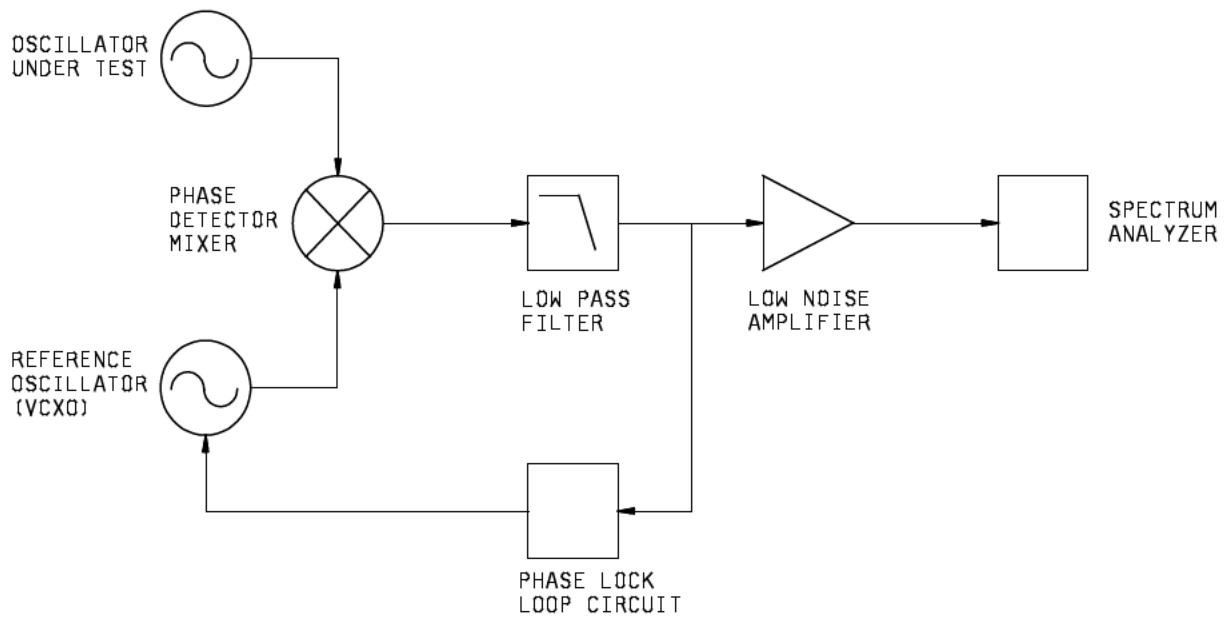 OSCILLATOR
UNDER TEST
PHASE
DETECTOR
MIXER
LOW PASS
FILTER
LOW NOISE
AMPLIFIER
SPECTRUM
ANALYZER
REFERENCE
OSCILLATOR
(VCXO)
PHASE LOCK
LOOP CIRCUIT